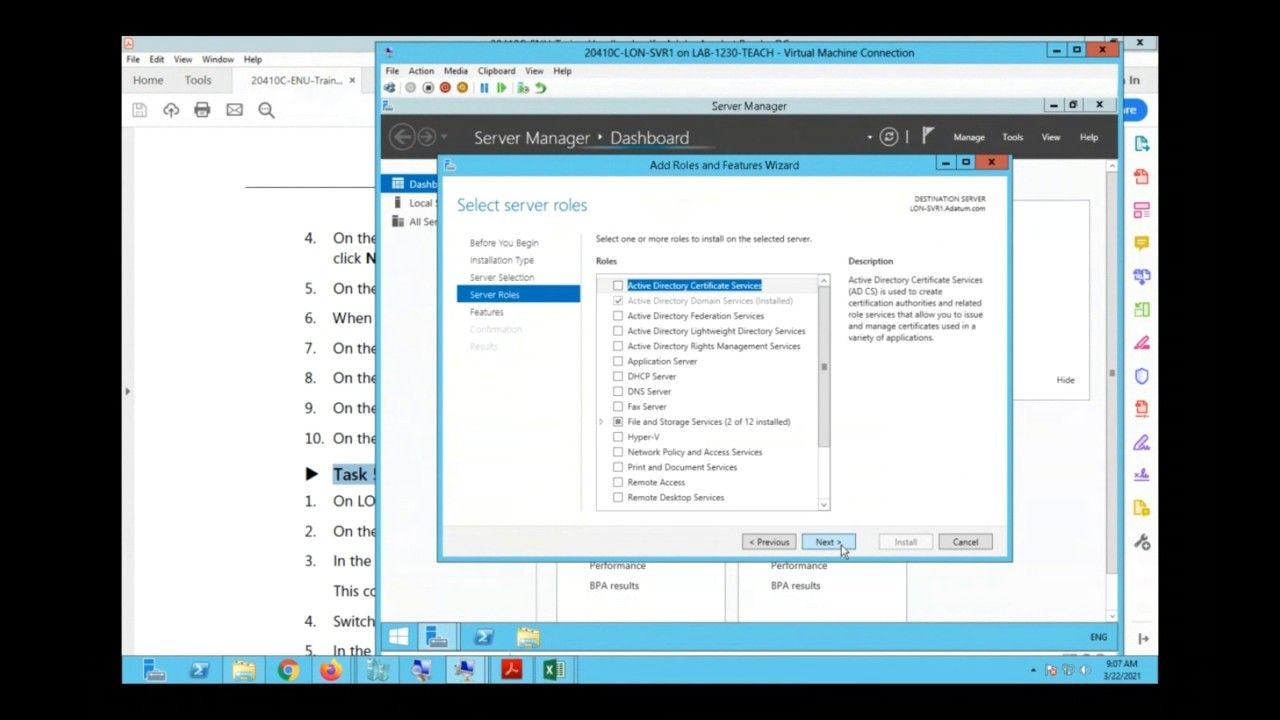 20410C-LON-SVR1 on LAB-1230-TEACH - Virtual Machine Connection
File Edit View Window Help
Home Tools 20410C-ENU-Train... ×
File Action Media Clipboard View Help
Server Manager
Server Manager ‣ Dashboard
Manage Tools View Help
Dashb
Local S
All Ser
4. On the
click N
5. On the
6. When
7. On the
8. On the
9. On the
10. On the
Task 5
1. On LO
2. On the
3. In the
This co
4. Switch
5. In the
Add Roles and Features Wizard
Select server roles
DESTINATION SERVER
LON-SVR1.Adatum.com
Before You Begin
Installation Type
Server Selection
Server Roles
Features
Confirmation
Results
Select one or more roles to install on the selected server.
Roles
Active Directory Certificate Services
Active Directory Domain Services (Installed)
Active Directory Federation Services
Active Directory Lightweight Directory Services
Active Directory Rights Management Services
Application Server
DHCP Server
DNS Server
Fax Server
File and Storage Services (2 of 12 installed)
Hyper-V
Network Policy and Access Services
Print and Document Services
Remote Access
Remote Desktop Services
Description
Active Directory Certificate Services
(AD CS) is used to create
certification authorities and related
role services that allow you to issue
and manage certificates used in a
variety of applications.
< Previous Next > Install Cancel
Hide
Performance
BPA results
Performance
BPA results
In
re
ENG
9:07 AM
3/22/2021